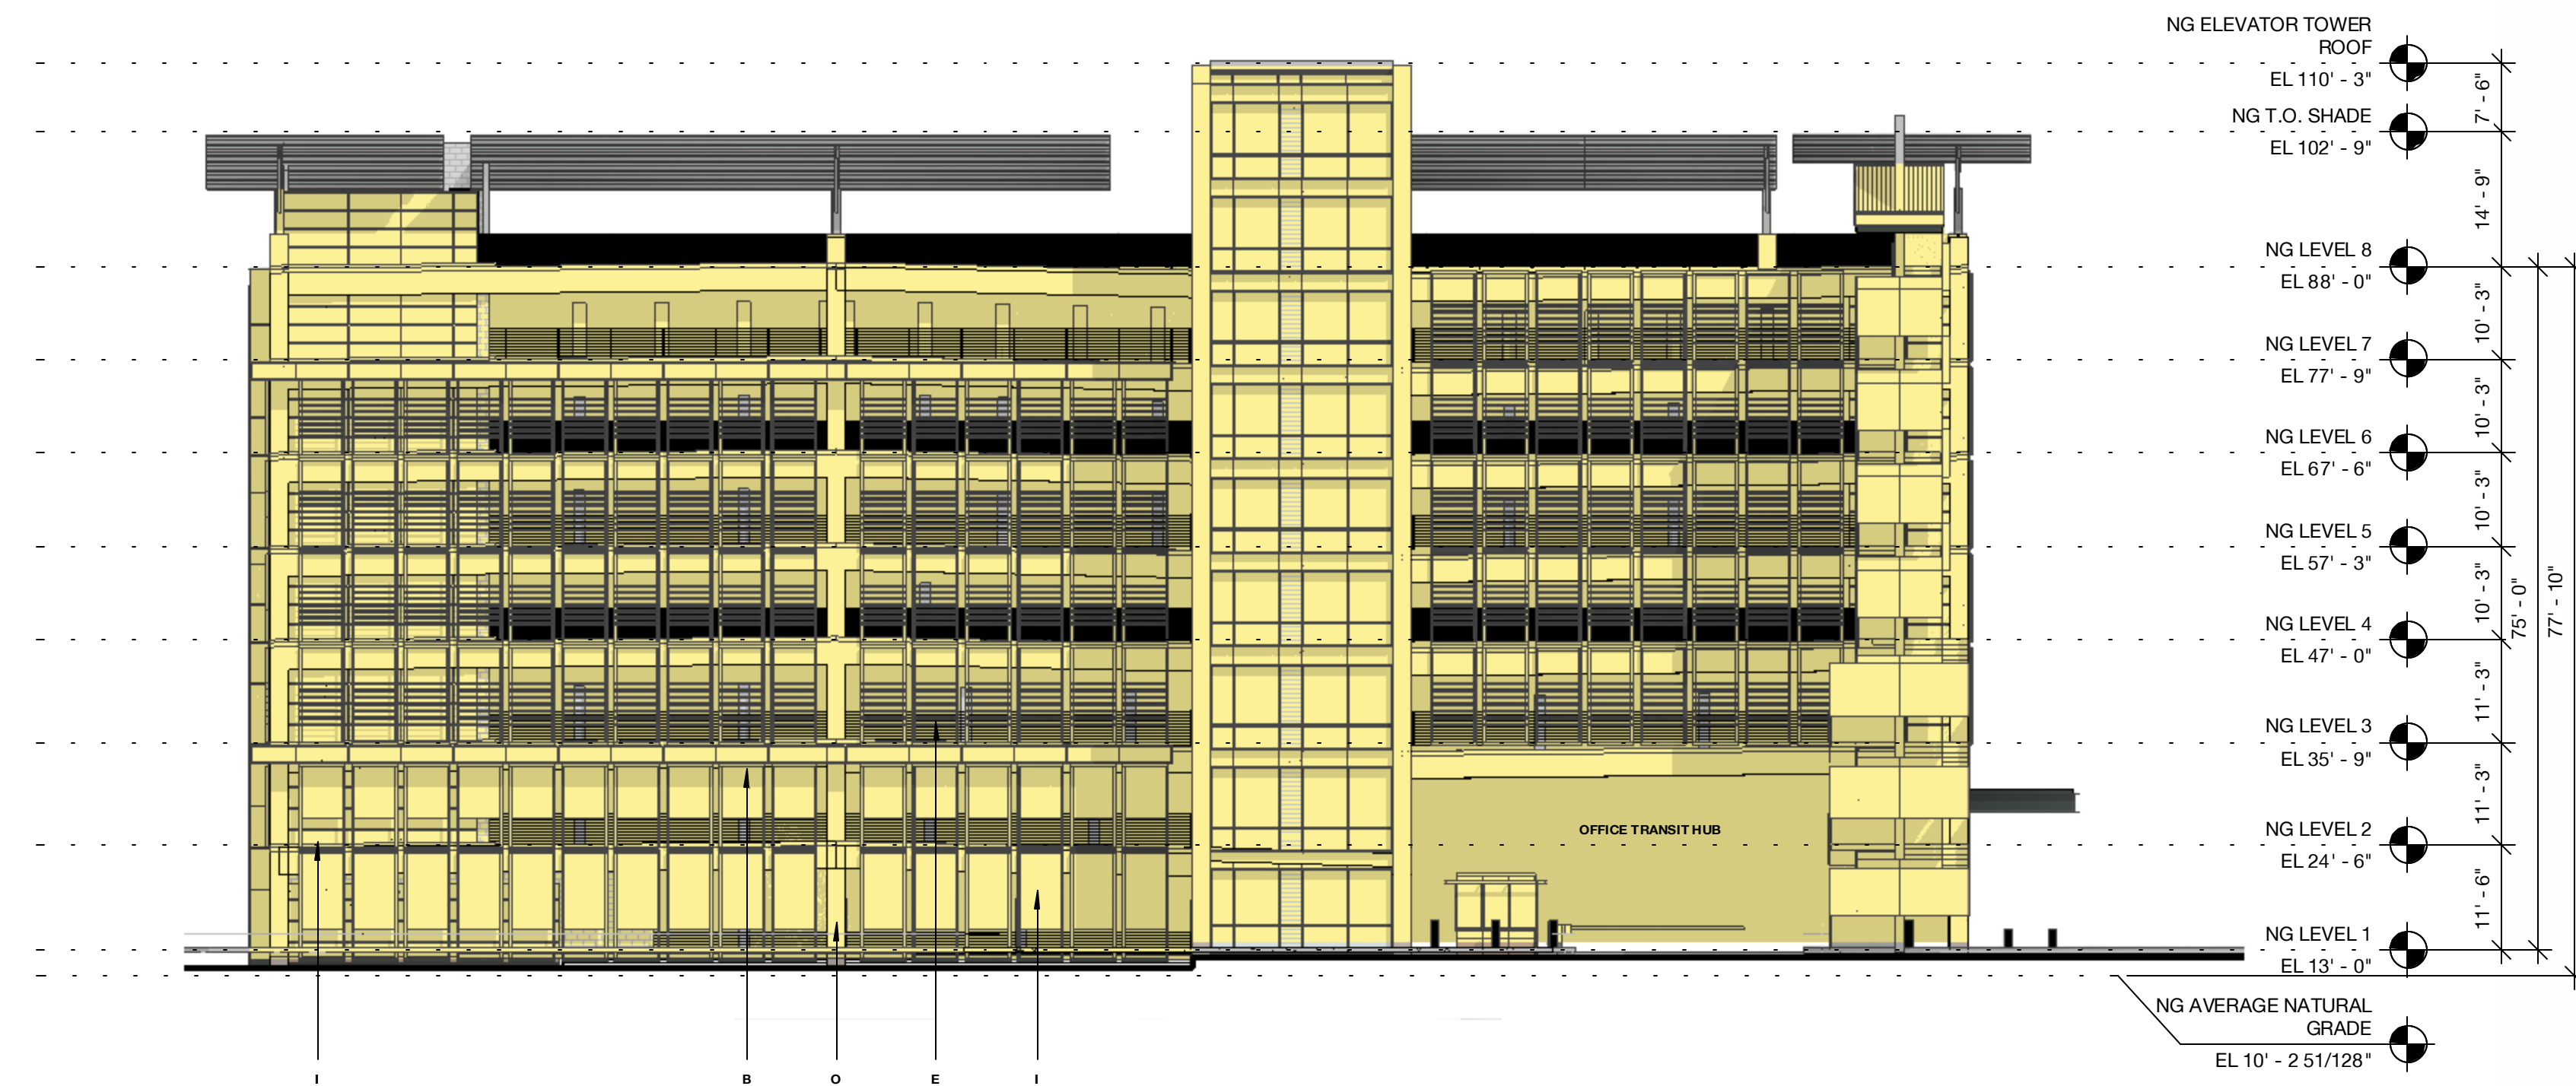 NG ELEVATOR TOWER
ROOF
EL 110' - 3"
7' - 6"
NG T.O. SHADE
EL 102' - 9"
14' - 9"
NG LEVEL 8
EL 88' - 0"
10' - 3"
NG LEVEL 7
EL 77' - 9"
10' - 3"
NG LEVEL 6
EL 67' - 6"
10' - 3"
NG LEVEL 5
EL 57' - 3"
10' - 3"
75' - 0"
77' - 10"
NG LEVEL 4
EL 47' - 0"
11' - 3"
NG LEVEL 3
EL 35' - 9"
11' - 3"
OFFICE TRANSIT HUB
NG LEVEL 2
EL 24' - 6"
11' - 6"
NG LEVEL 1
EL 13' - 0"
NG AVERAGE NATURAL
GRADE
EL 10' - 2 51/128"
I B O E I